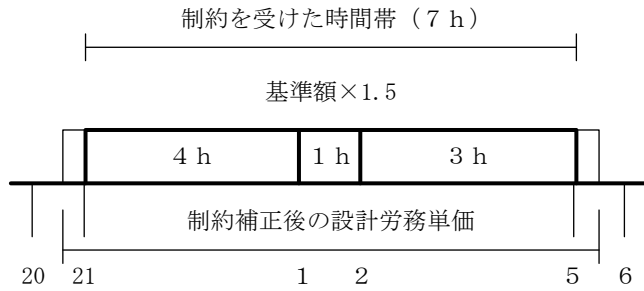 制約を受けた時間帯（７ｈ）
基準額×1.5
４ｈ １ｈ ３ｈ
制約補正後の設計労務単価
20 21 1 2 5 6